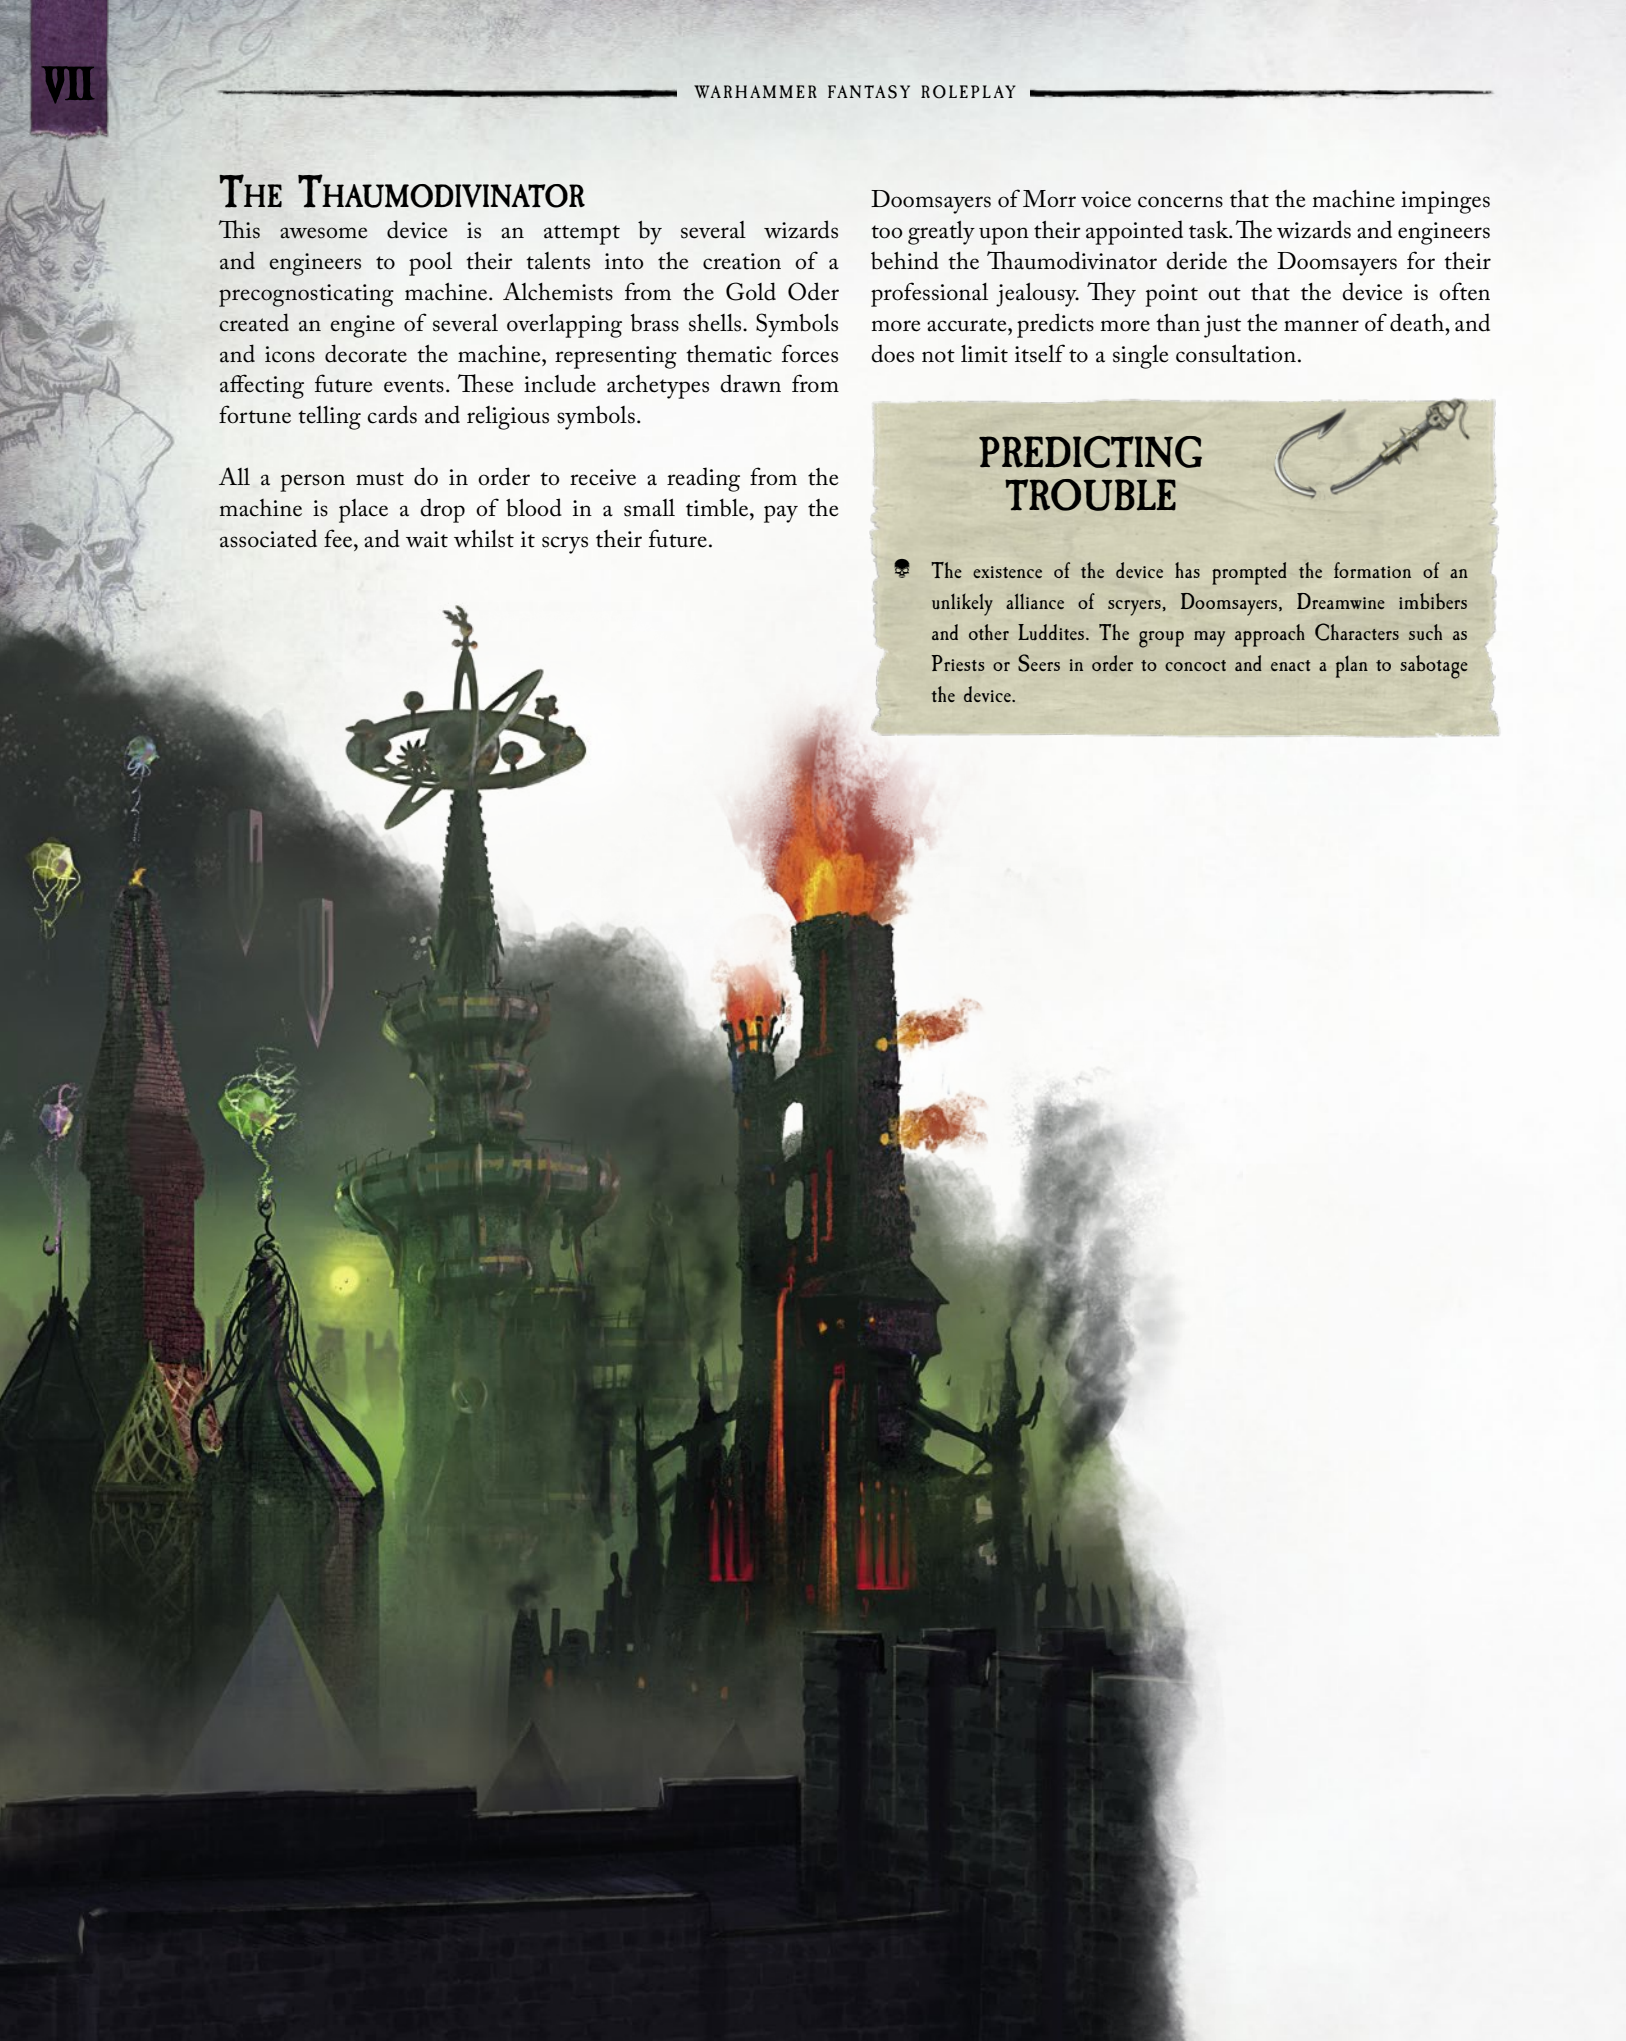 VII
WARHAMMER FANTASY ROLEPLAY
The Thaumodivinator
This awesome device is an attempt by several wizards
and engineers to pool their talents into the creation of a
precognosticating machine. Alchemists from the Gold Oder
created an engine of several overlapping brass shells. Symbols
and icons decorate the machine, representing thematic forces
affecting future events. These include archetypes drawn from
fortune telling cards and religious symbols.
All a person must do in order to receive a reading from the
machine is place a drop of blood in a small timble, pay the
associated fee, and wait whilst it scrys their future.
Doomsayers of Morr voice concerns that the machine impinges
too greatly upon their appointed task. The wizards and engineers
behind the Thaumodivinator deride the Doomsayers for their
professional jealousy. They point out that the device is often
more accurate, predicts more than just the manner of death, and
does not limit itself to a single consultation.
PREDICTING
TROUBLE
The existence of the device has prompted the formation of an
unlikely alliance of scryers, Doomsayers, Dreamwine imbibers
and other Luddites. The group may approach Characters such as
Priests or Seers in order to concoct and enact a plan to sabotage
the device.